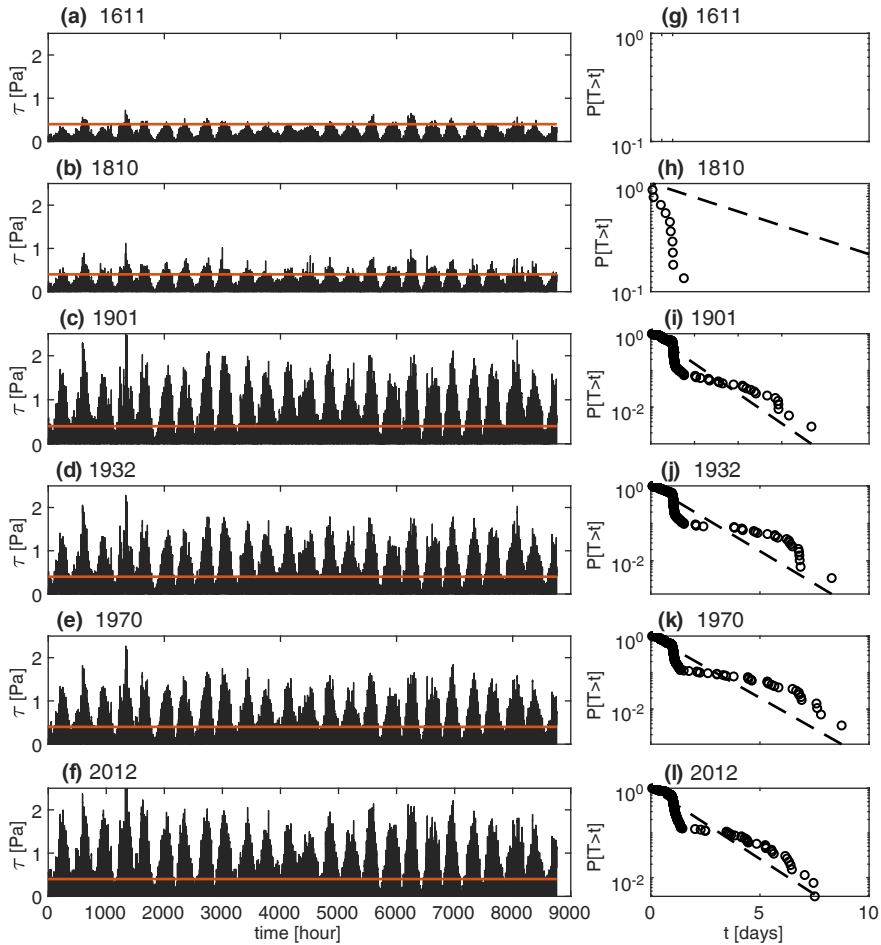 (a) 1611
τ [Pa]
2
1
0
(g) 1611
P[T>t]
10^0
10^-1
(b) 1810
τ [Pa]
2
1
0
(h) 1810
P[T>t]
10^0
10^-1
(c) 1901
τ [Pa]
2
1
0
(i) 1901
P[T>t]
10^0
10^-2
(d) 1932
τ [Pa]
2
1
0
(j) 1932
P[T>t]
10^0
10^-2
(e) 1970
τ [Pa]
2
1
0
(k) 1970
P[T>t]
10^0
10^-2
(f) 2012
τ [Pa]
2
1
0
0 1000 2000 3000 4000 5000 6000 7000 8000 9000
time [hour]
(l) 2012
P[T>t]
10^0
10^-2
0 5 10
t [days]